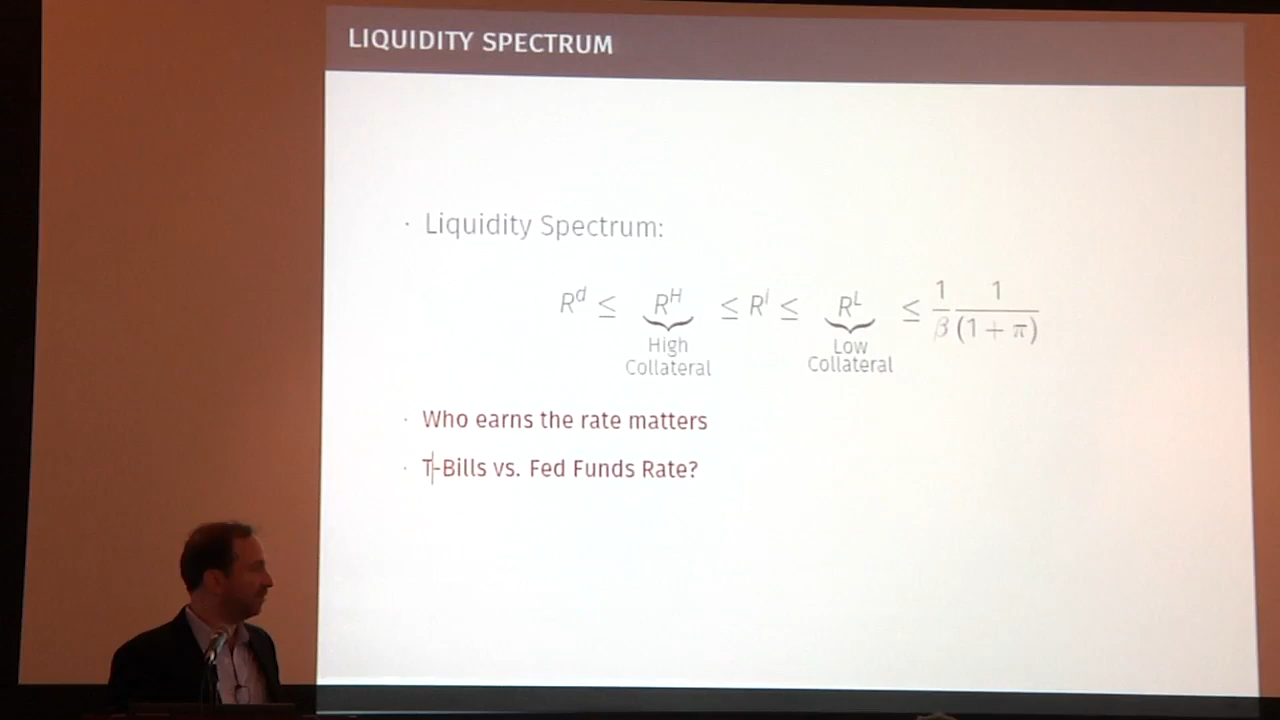 LIQUIDITY SPECTRUM
· Liquidity Spectrum:
R^d ≤ R^H ≤ R^l ≤ R^L ≤ 1/β 1/(1 + π)
High Low
Collateral Collateral
· Who earns the rate matters
· T-Bills vs. Fed Funds Rate?